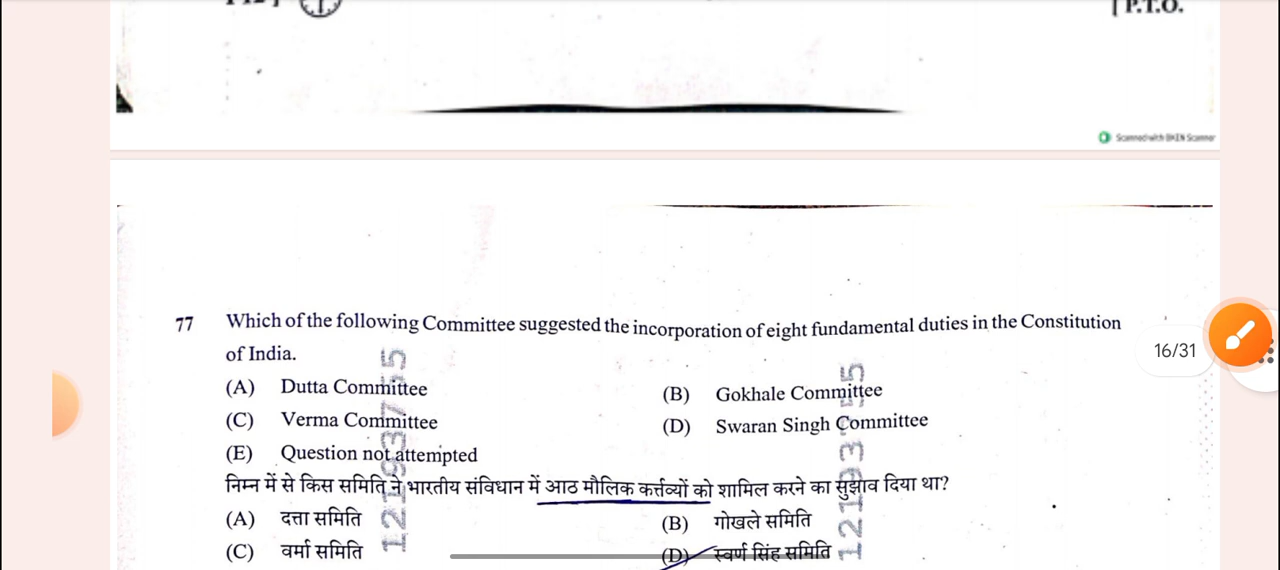 [ P.T.O.
Scanned with OKEN Scanner
77 Which of the following Committee suggested the incorporation of eight fundamental duties in the Constitution
of India.
(A) Dutta Committee (B) Gokhale Committee
(C) Verma Committee (D) Swaran Singh Committee
(E) Question not attempted
निम्न में से किस समिति ने भारतीय संविधान में आठ मौलिक कर्त्तव्यों को शामिल करने का सुझाव दिया था?
(A) दत्ता समिति (B) गोखले समिति
(C) वर्मा समिति (D) स्वर्ण सिंह समिति
16/31